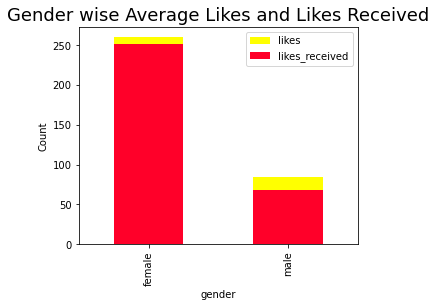 Gender wise Average Likes and Likes Received
likes
likes_received
250
200
150
100
50
0
Count
female
male
gender